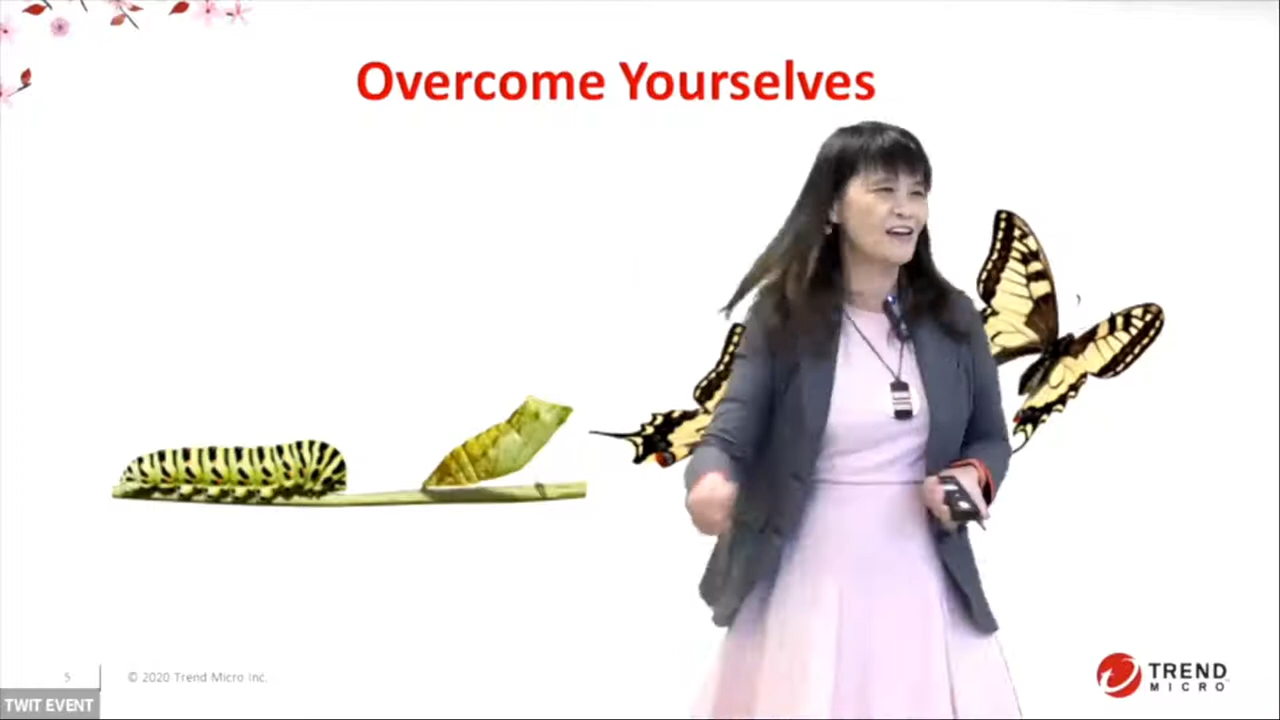 Overcome Yourselves
5
© 2020 Trend Micro Inc.
TREND
MICRO
TWIT EVENT